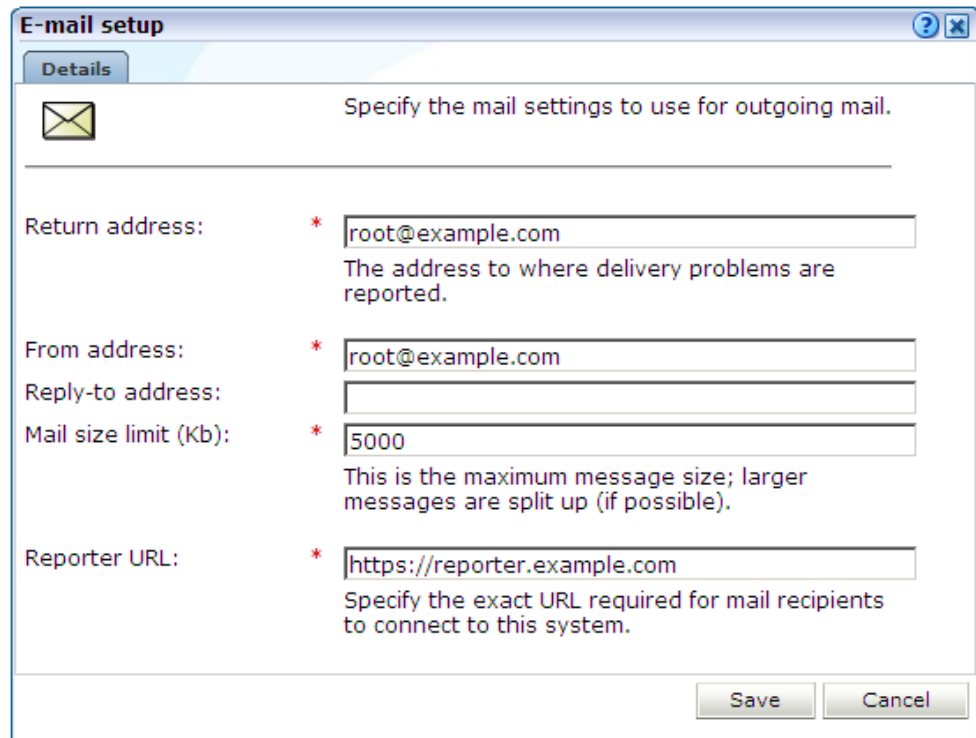 E-mail setup
?
Details
Specify the mail settings to use for outgoing mail.
Return address: * root@example.com
The address to where delivery problems are
reported.
From address: * root@example.com
Reply-to address:
Mail size limit (Kb): * 5000
This is the maximum message size; larger
messages are split up (if possible).
Reporter URL: * https://reporter.example.com
Specify the exact URL required for mail recipients
to connect to this system.
Save Cancel